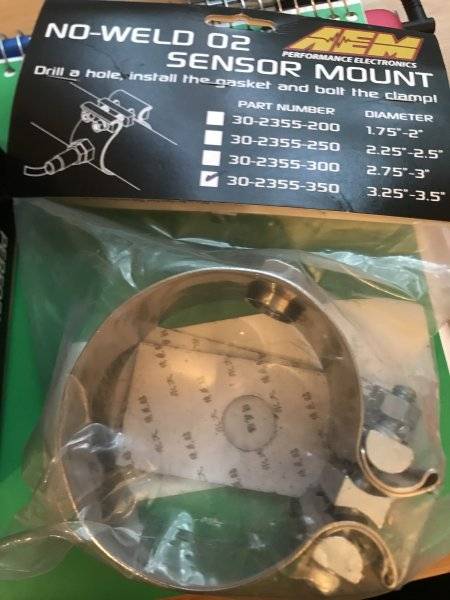 NO-WELD O2
SENSOR MOUNT
AEM
PERFORMANCE ELECTRONICS
Drill a hole, install the gasket and bolt the clamp!
PART NUMBER DIAMETER
30-2355-200 1.75"-2"
30-2355-250 2.25"-2.5"
30-2355-300 2.75"-3"
30-2355-350 3.25"-3.5"